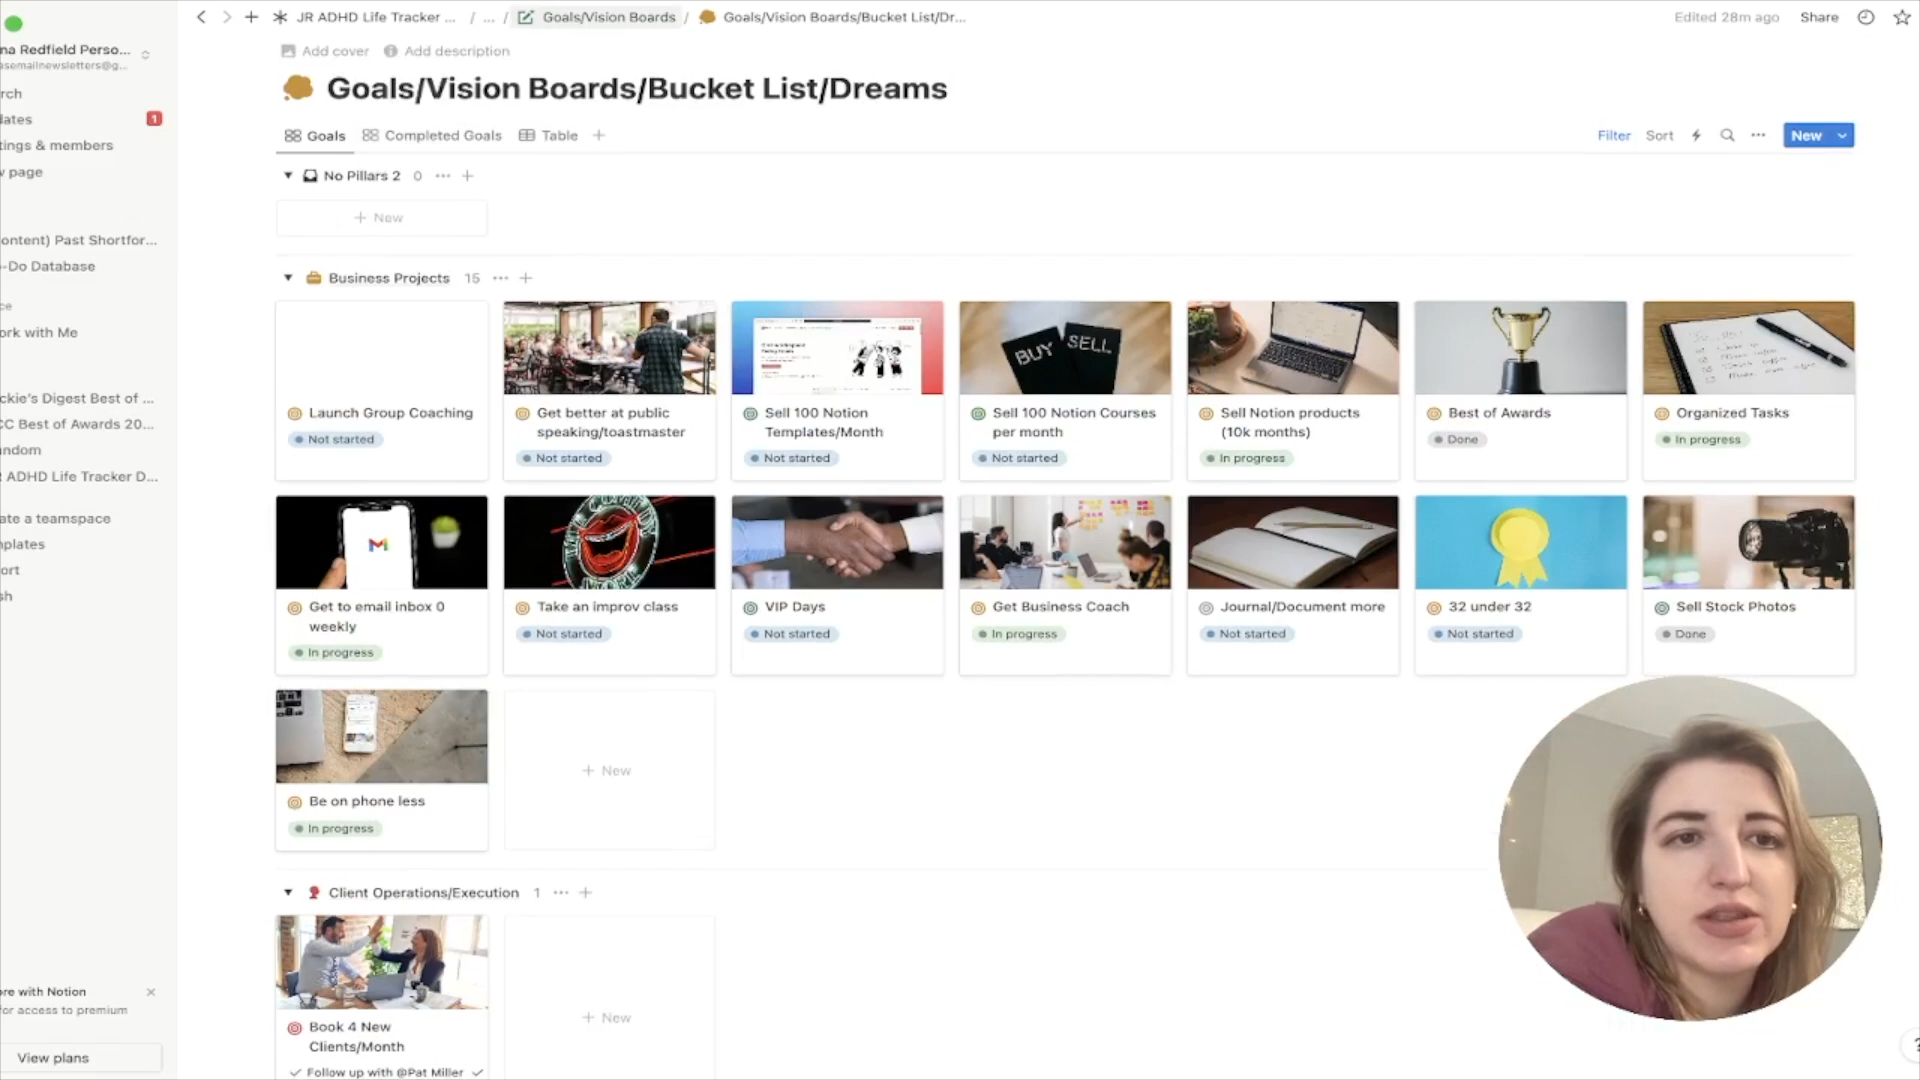 JR ADHD Life Tracker ... / ... / Goals/Vision Boards / Goals/Vision Boards/Bucket List/Dr...
Edited 28m ago Share
na Redfield Perso...
asemailnewsletters@g...
rch
dates 1
tings & members
v page
ontent) Past Shortfor...
-Do Database
ce
ork with Me
ckie's Digest Best of ...
CC Best of Awards 20...
ndom
R ADHD Life Tracker D...
ate a teamspace
nplates
ort
sh
ore with Notion
for access to premium
View plans
Add cover Add description
Goals/Vision Boards/Bucket List/Dreams
Goals Completed Goals Table +
Filter Sort New
No Pillars 2 0 ... +
+ New
Business Projects 15 ... +
BUY SELL
Launch Group Coaching
Not started
Get better at public
speaking/toastmaster
Not started
Sell 100 Notion
Templates/Month
Not started
Sell 100 Notion Courses
per month
Not started
Sell Notion products
(10k months)
In progress
Best of Awards
Done
Organized Tasks
In progress
Get to email inbox 0
weekly
In progress
Take an improv class
Not started
VIP Days
Not started
Get Business Coach
In progress
Journal/Document more
Not started
32 under 32
Not started
Sell Stock Photos
Done
Be on phone less
In progress
+ New
Client Operations/Execution 1 ... +
Book 4 New
Clients/Month
✓ Follow up with @Pat Miller ✓
+ New
?